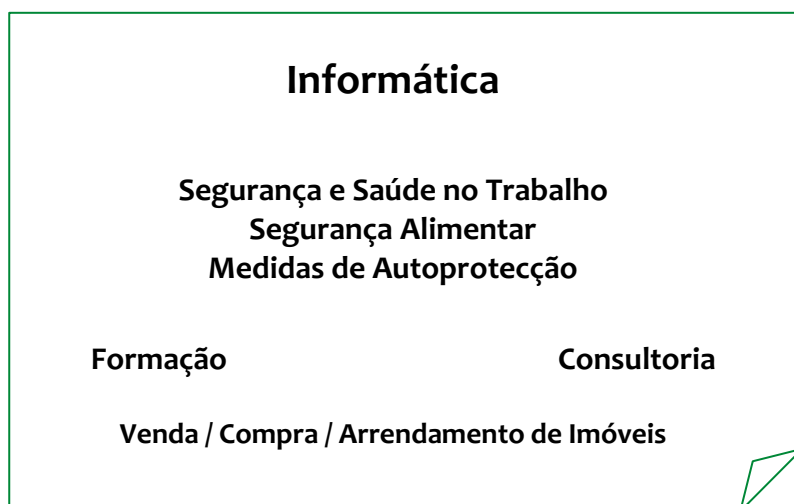 Informática
Segurança e Saúde no Trabalho
Segurança Alimentar
Medidas de Autoprotecção
Formação Consultoria
Venda / Compra / Arrendamento de Imóveis